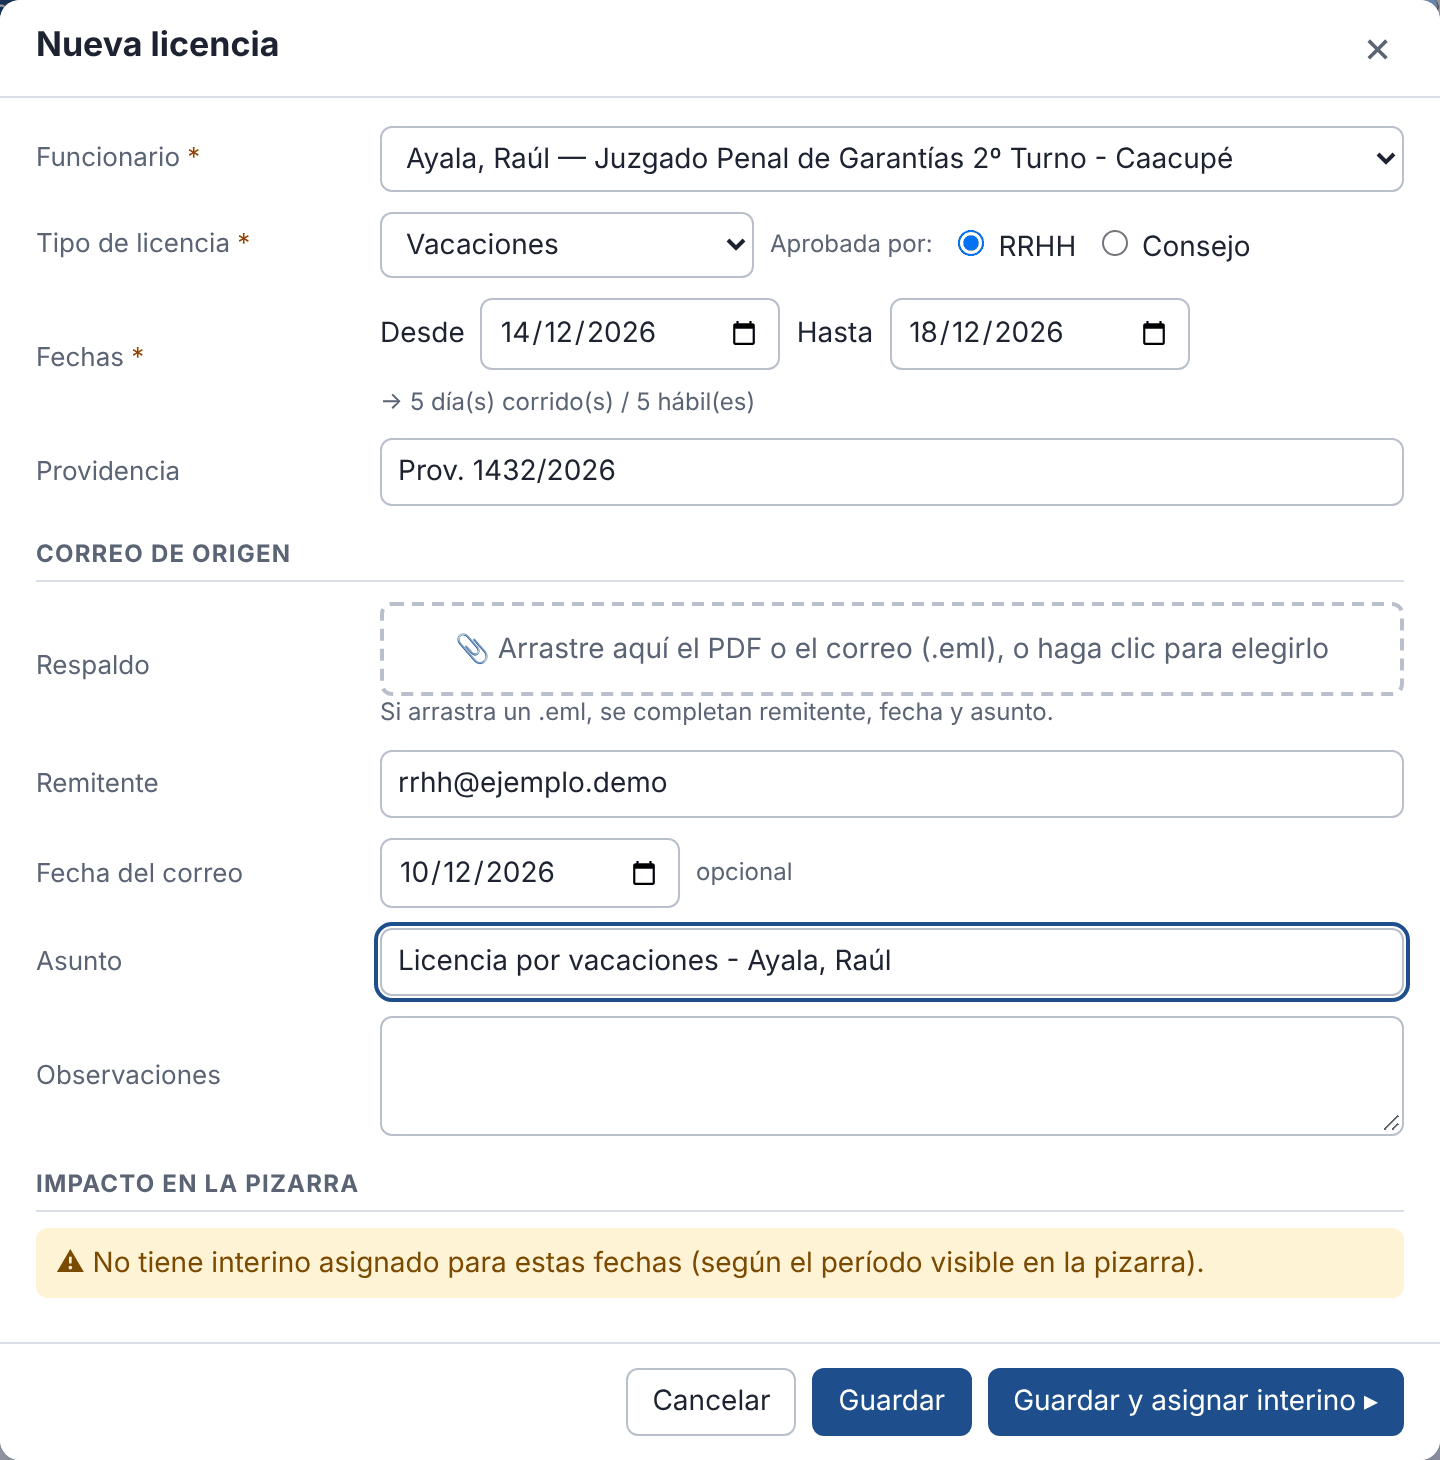 Nueva licencia
Funcionario *
Ayala, Raúl — Juzgado Penal de Garantías 2º Turno - Caacupé
Tipo de licencia *
Vacaciones
Aprobada por:
RRHH
Consejo
Fechas *
Desde
14/12/2026
Hasta
18/12/2026
→ 5 día(s) corrido(s) / 5 hábil(es)
Providencia
Prov. 1432/2026
CORREO DE ORIGEN
Respaldo
📎 Arrastre aquí el PDF o el correo (.eml), o haga clic para elegirlo
Si arrastra un .eml, se completan remitente, fecha y asunto.
Remitente
rrhh@ejemplo.demo
Fecha del correo
10/12/2026
opcional
Asunto
Licencia por vacaciones - Ayala, Raúl
Observaciones
IMPACTO EN LA PIZARRA
⚠ No tiene interino asignado para estas fechas (según el período visible en la pizarra).
Cancelar
Guardar
Guardar y asignar interino ▸